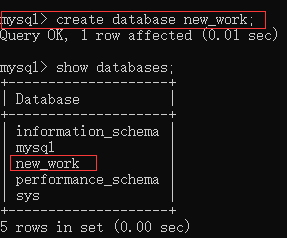 mysql> create database new_work;
Query OK, 1 row affected (0.01 sec)
mysql> show databases;
+--------------------+
| Database           |
+--------------------+
| information_schema |
| mysql              |
| new_work           |
| performance_schema |
| sys                |
+--------------------+
5 rows in set (0.00 sec)